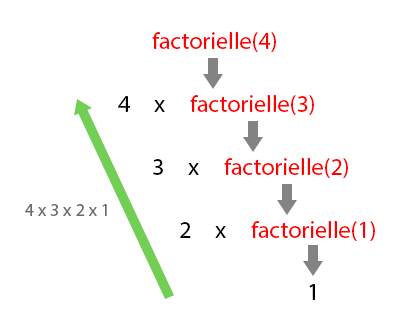 factorielle(4)
4 x factorielle(3)
3 x factorielle(2)
4 x 3 x 2 x 1
2 x factorielle(1)
1